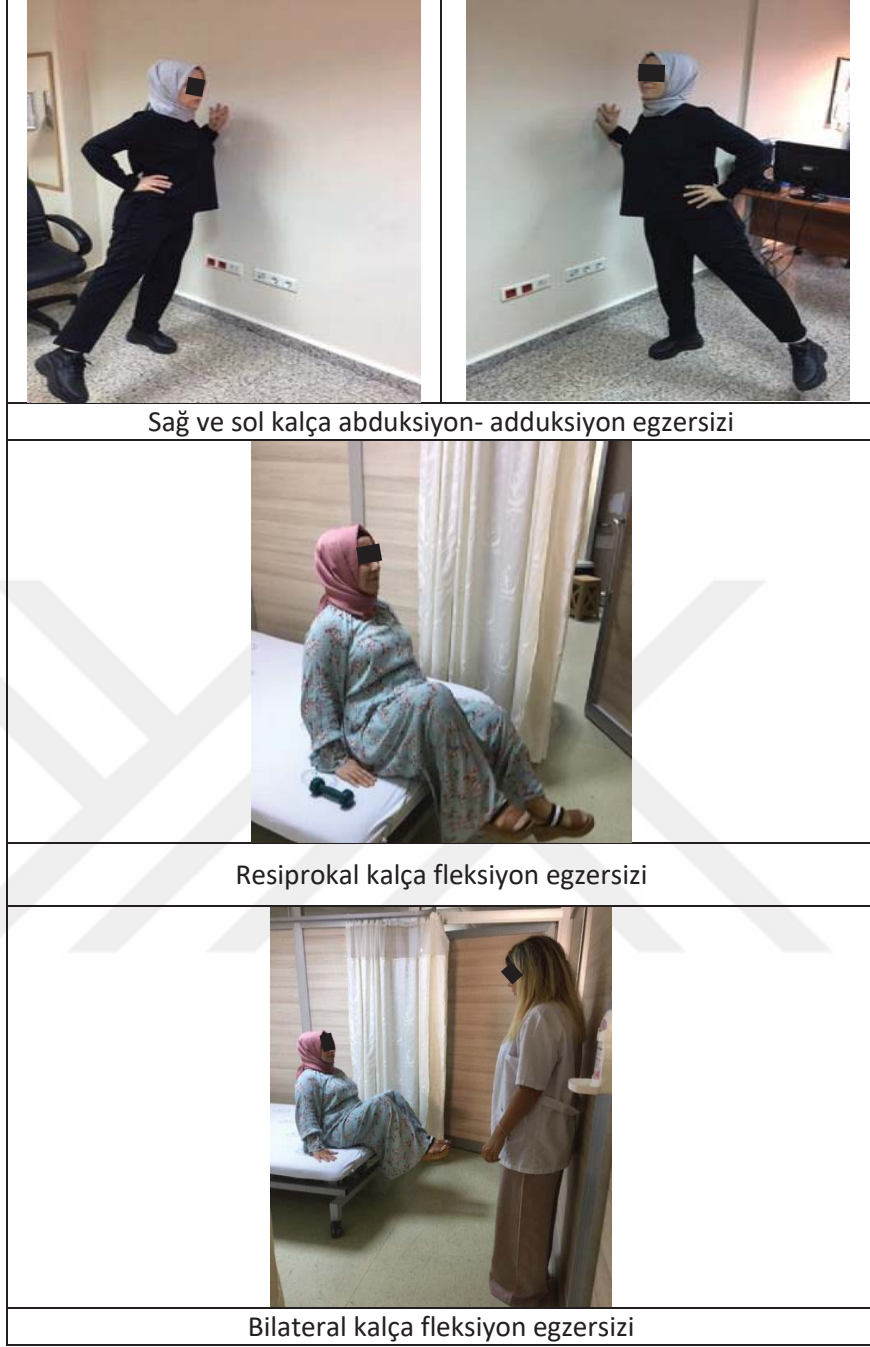 Sağ ve sol kalça abduksiyon- adduksiyon egzersizi
Resiprokal kalça fleksiyon egzersizi
Bilateral kalça fleksiyon egzersizi